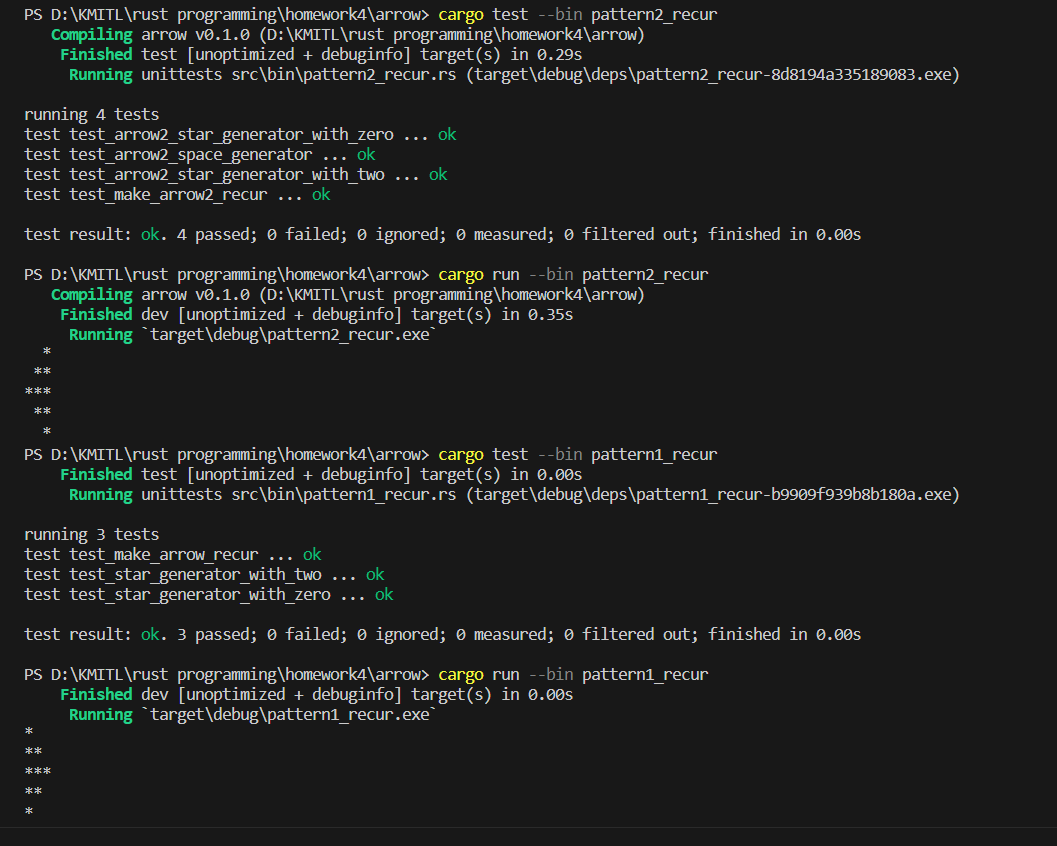 PS D:\KMITL\rust programming\homework4\arrow> cargo test --bin pattern2_recur
   Compiling arrow v0.1.0 (D:\KMITL\rust programming\homework4\arrow)
    Finished test [unoptimized + debuginfo] target(s) in 0.29s
     Running unittests src\bin\pattern2_recur.rs (target\debug\deps\pattern2_recur-8d8194a335189083.exe)

running 4 tests
test test_arrow2_star_generator_with_zero ... ok
test test_arrow2_space_generator ... ok
test test_arrow2_star_generator_with_two ... ok
test test_make_arrow2_recur ... ok

test result: ok. 4 passed; 0 failed; 0 ignored; 0 measured; 0 filtered out; finished in 0.00s

PS D:\KMITL\rust programming\homework4\arrow> cargo run --bin pattern2_recur
   Compiling arrow v0.1.0 (D:\KMITL\rust programming\homework4\arrow)
    Finished dev [unoptimized + debuginfo] target(s) in 0.35s
     Running `target\debug\pattern2_recur.exe`
  *
 **
***
 **
  *
PS D:\KMITL\rust programming\homework4\arrow> cargo test --bin pattern1_recur
    Finished test [unoptimized + debuginfo] target(s) in 0.00s
     Running unittests src\bin\pattern1_recur.rs (target\debug\deps\pattern1_recur-b9909f939b8b180a.exe)

running 3 tests
test test_make_arrow_recur ... ok
test test_star_generator_with_two ... ok
test test_star_generator_with_zero ... ok

test result: ok. 3 passed; 0 failed; 0 ignored; 0 measured; 0 filtered out; finished in 0.00s

PS D:\KMITL\rust programming\homework4\arrow> cargo run --bin pattern1_recur
    Finished dev [unoptimized + debuginfo] target(s) in 0.00s
     Running `target\debug\pattern1_recur.exe`
*
**
***
**
*